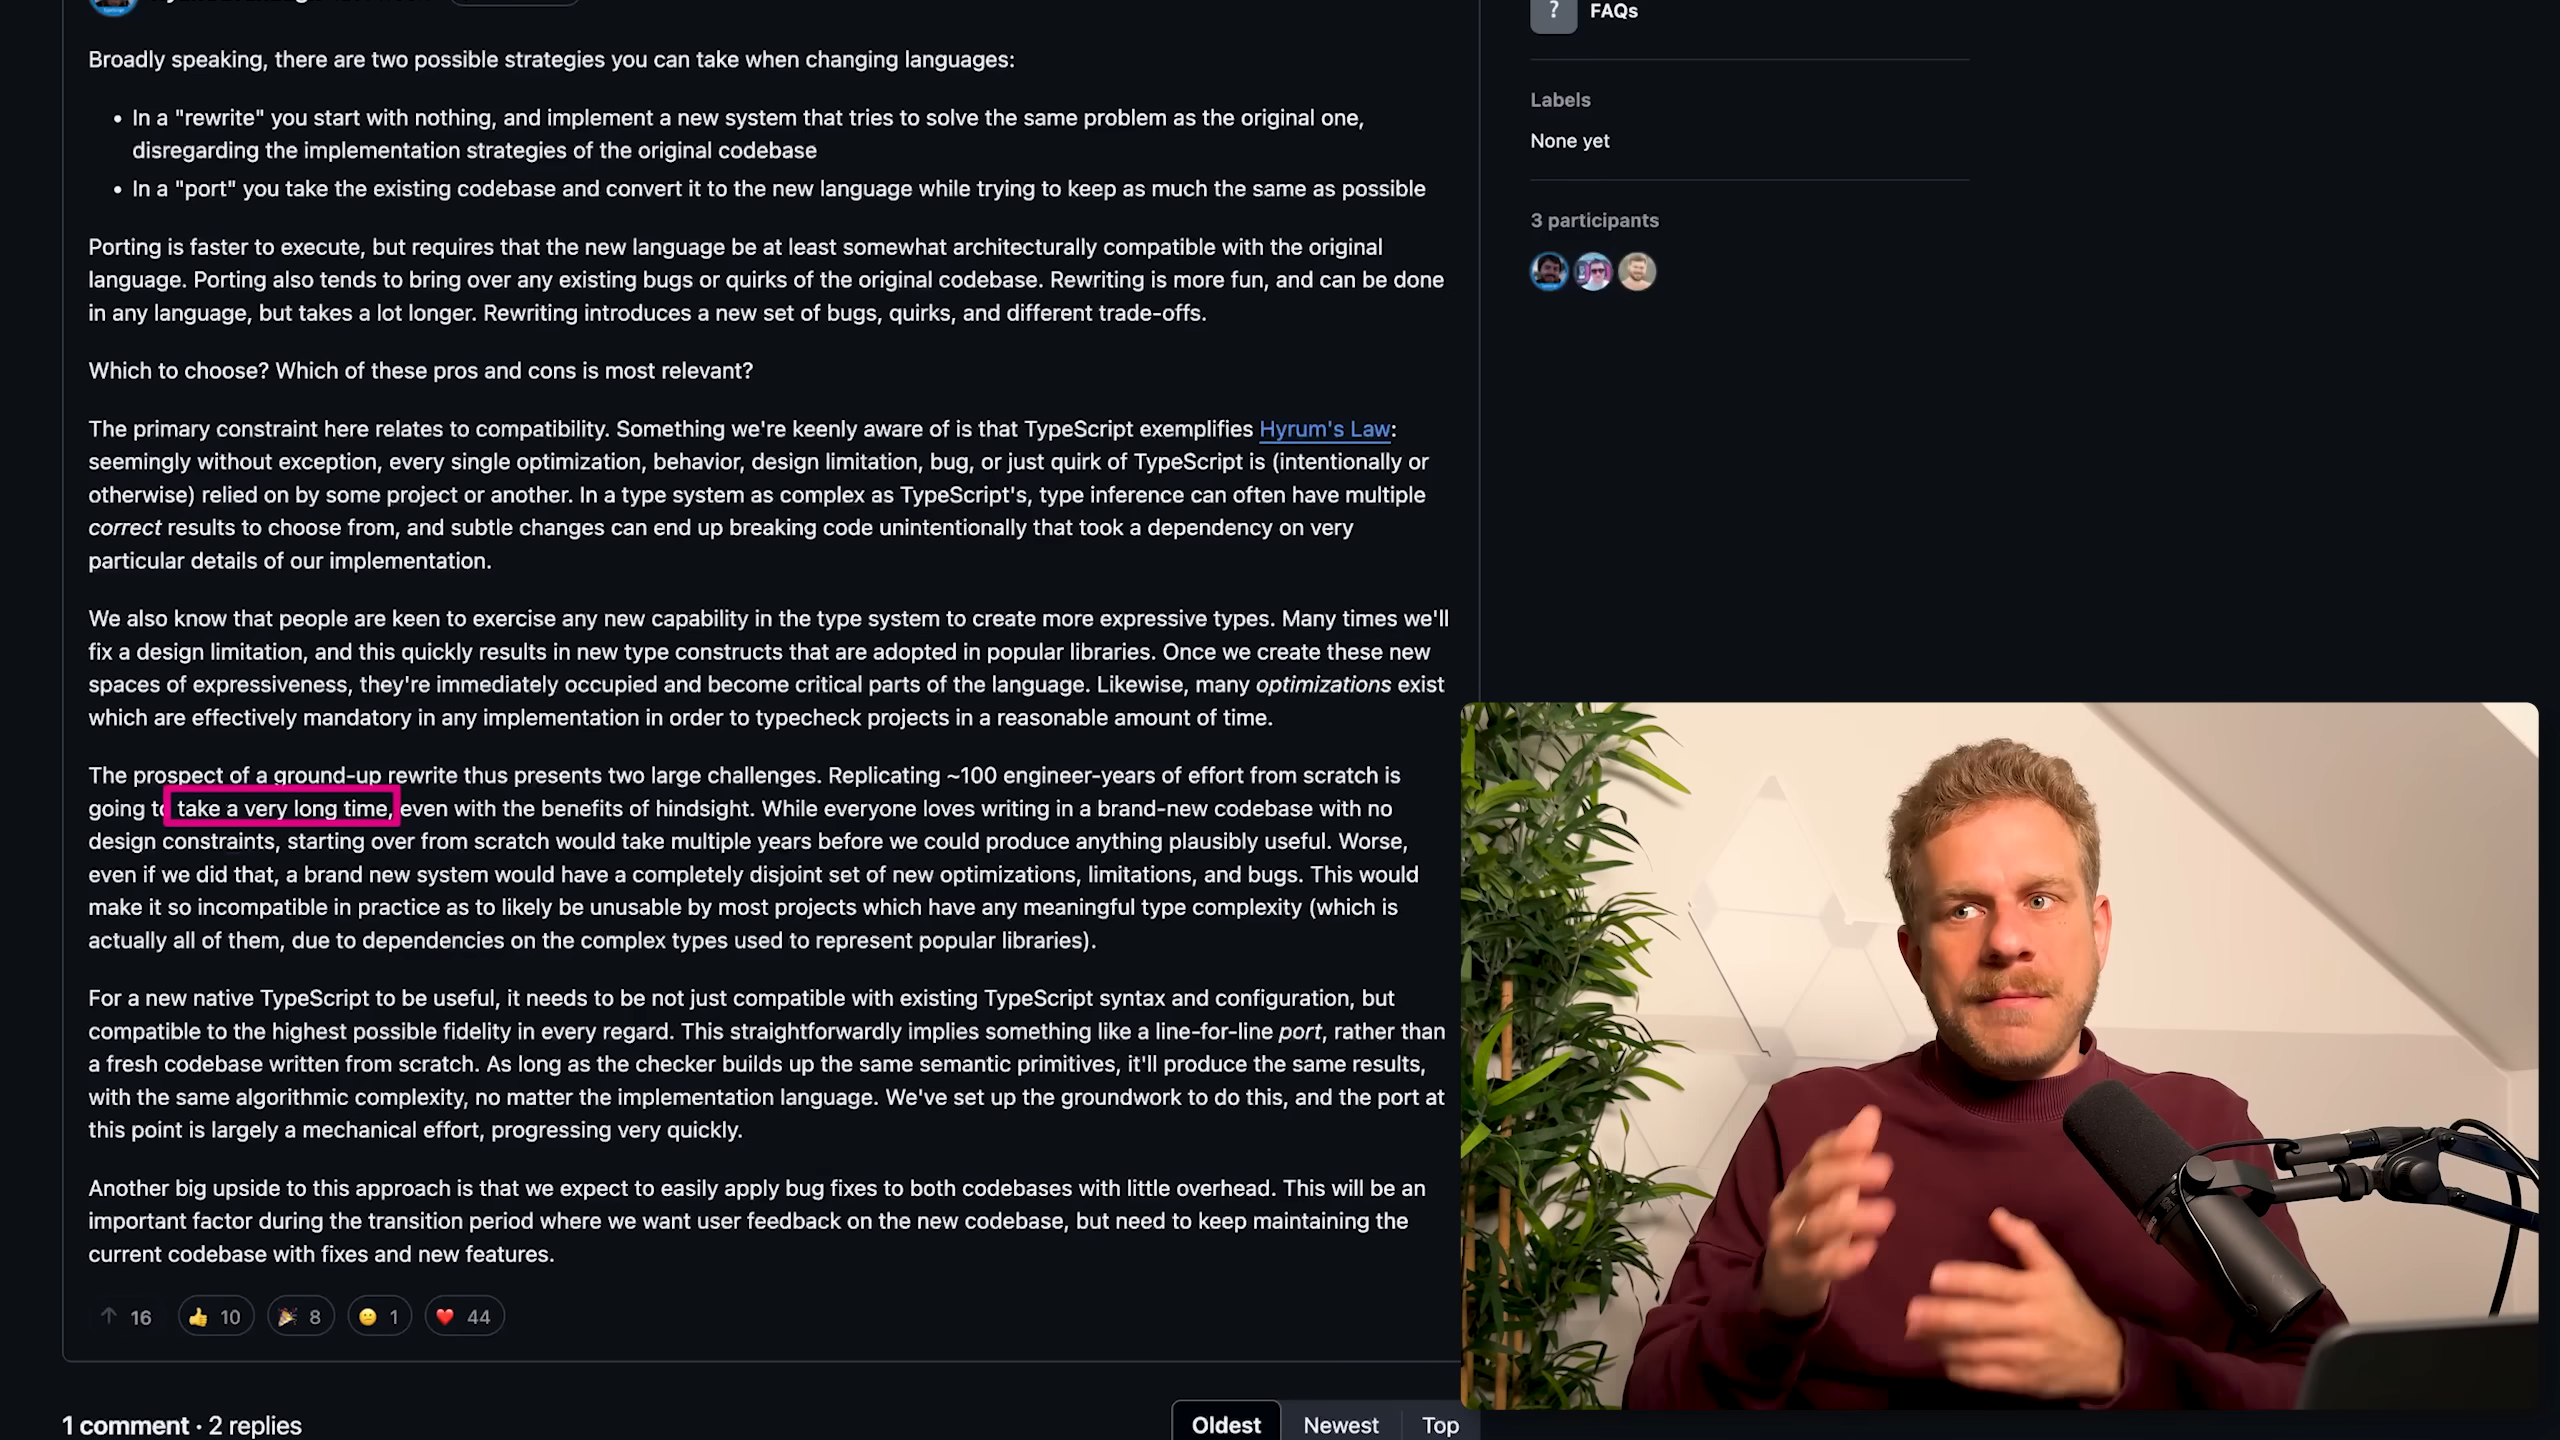 FAQs
Broadly speaking, there are two possible strategies you can take when changing languages:
• In a "rewrite" you start with nothing, and implement a new system that tries to solve the same problem as the original one,
disregarding the implementation strategies of the original codebase
• In a "port" you take the existing codebase and convert it to the new language while trying to keep as much the same as possible
Porting is faster to execute, but requires that the new language be at least somewhat architecturally compatible with the original
language. Porting also tends to bring over any existing bugs or quirks of the original codebase. Rewriting is more fun, and can be done
in any language, but takes a lot longer. Rewriting introduces a new set of bugs, quirks, and different trade-offs.
Which to choose? Which of these pros and cons is most relevant?
The primary constraint here relates to compatibility. Something we're keenly aware of is that TypeScript exemplifies Hyrum's Law:
seemingly without exception, every single optimization, behavior, design limitation, bug, or just quirk of TypeScript is (intentionally or
otherwise) relied on by some project or another. In a type system as complex as TypeScript's, type inference can often have multiple
correct results to choose from, and subtle changes can end up breaking code unintentionally that took a dependency on very
particular details of our implementation.
We also know that people are keen to exercise any new capability in the type system to create more expressive types. Many times we'll
fix a design limitation, and this quickly results in new type constructs that are adopted in popular libraries. Once we create these new
spaces of expressiveness, they're immediately occupied and become critical parts of the language. Likewise, many optimizations exist
which are effectively mandatory in any implementation in order to typecheck projects in a reasonable amount of time.
The prospect of a ground-up rewrite thus presents two large challenges. Replicating ~100 engineer-years of effort from scratch is
going to take a very long time, even with the benefits of hindsight. While everyone loves writing in a brand-new codebase with no
design constraints, starting over from scratch would take multiple years before we could produce anything plausibly useful. Worse,
even if we did that, a brand new system would have a completely disjoint set of new optimizations, limitations, and bugs. This would
make it so incompatible in practice as to likely be unusable by most projects which have any meaningful type complexity (which is
actually all of them, due to dependencies on the complex types used to represent popular libraries).
For a new native TypeScript to be useful, it needs to be not just compatible with existing TypeScript syntax and configuration, but
compatible to the highest possible fidelity in every regard. This straightforwardly implies something like a line-for-line port, rather than
a fresh codebase written from scratch. As long as the checker builds up the same semantic primitives, it'll produce the same results,
with the same algorithmic complexity, no matter the implementation language. We've set up the groundwork to do this, and the port at
this point is largely a mechanical effort, progressing very quickly.
Another big upside to this approach is that we expect to easily apply bug fixes to both codebases with little overhead. This will be an
important factor during the transition period where we want user feedback on the new codebase, but need to keep maintaining the
current codebase with fixes and new features.
16 10 8 1 44
1 comment · 2 replies
Oldest Newest Top
Labels
None yet
3 participants